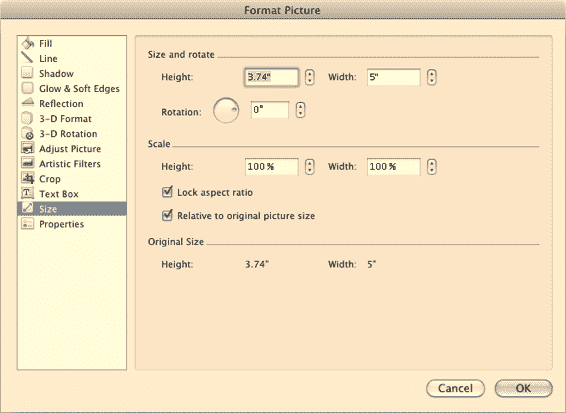 Format Picture
Fill
Line
Shadow
Glow & Soft Edges
Reflection
3-D Format
3-D Rotation
Adjust Picture
Artistic Filters
Crop
Text Box
Size
Properties
Size and rotate
Height: 3.74" Width: 5"
Rotation: 0°
Scale
Height: 100% Width: 100%
Lock aspect ratio
Relative to original picture size
Original Size
Height: 3.74" Width: 5"
Cancel OK